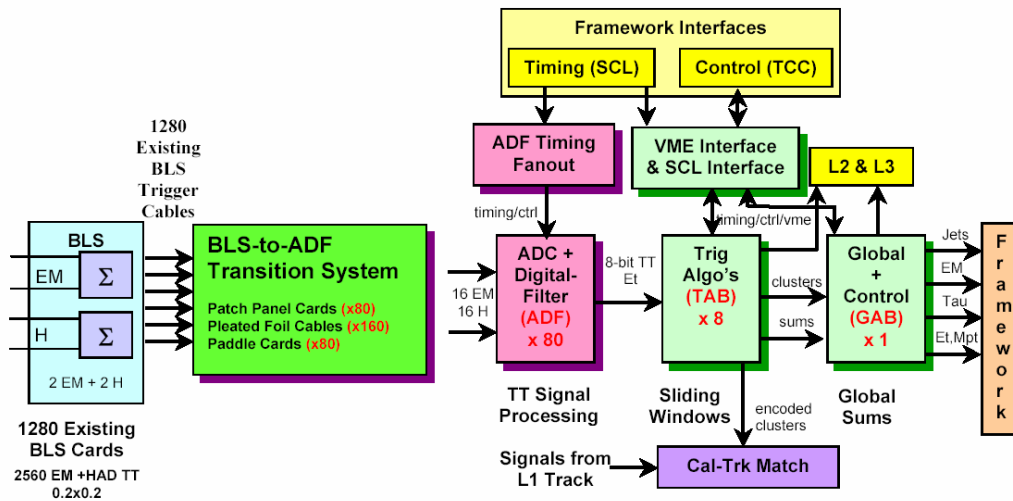 Framework Interfaces
Timing (SCL)
Control (TCC)
1280
Existing
BLS
Trigger
Cables
ADF Timing
Fanout
VME Interface
& SCL Interface
L2 & L3
timing/ctrl
timing/ctrl/vme
BLS
EM
Σ
H
Σ
2 EM + 2 H
BLS-to-ADF
Transition System
Patch Panel Cards (x80)
Pleated Foil Cables (x160)
Paddle Cards (x80)
16 EM
16 H
ADC +
Digital-
Filter
(ADF)
x 80
8-bit TT
Et
Trig
Algo's
(TAB)
x 8
clusters
sums
Global
+
Control
(GAB)
x 1
Jets
EM
Tau
Et,Mpt
Framework
TT Signal
Processing
Sliding
Windows
Global
Sums
encoded
clusters
1280 Existing
BLS Cards
2560 EM +HAD TT
0.2x0.2
Signals from
L1 Track
Cal-Trk Match